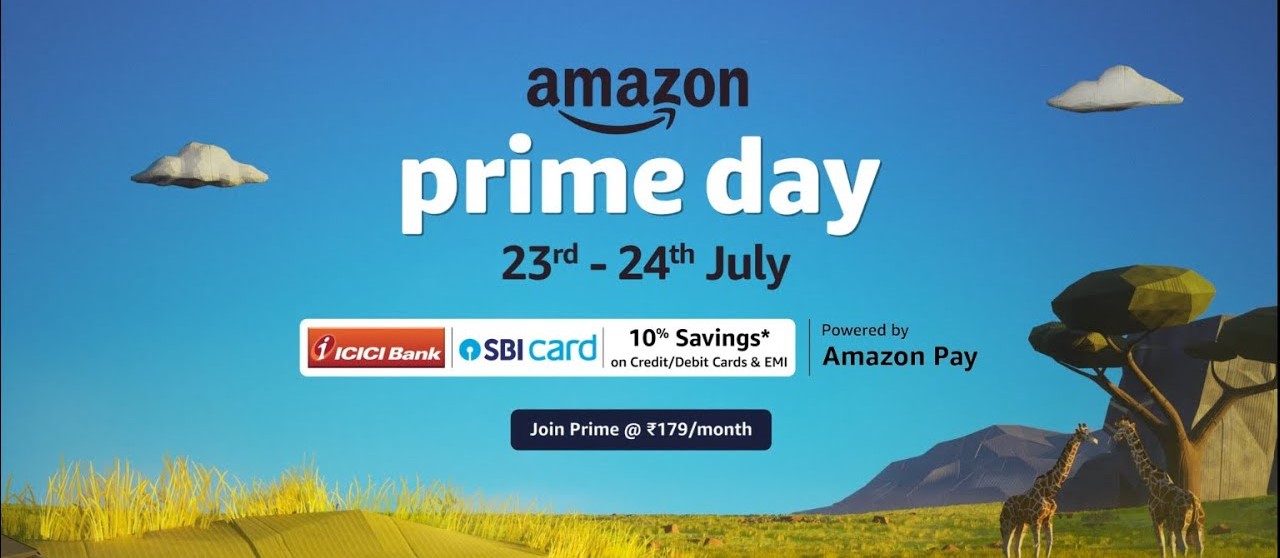 amazon
prime day
23rd - 24th July
ICICI Bank
SBI card
10% Savings*
on Credit/Debit Cards & EMI
Powered by
Amazon Pay
Join Prime @ ₹179/month